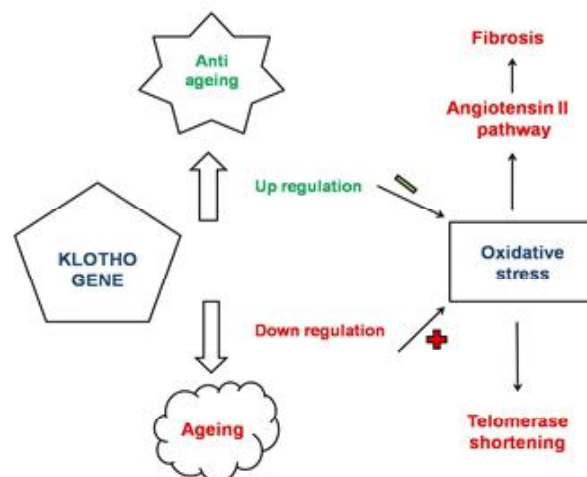 Anti
ageing
Fibrosis
Angiotensin II
pathway
Up regulation
KLOTHO
GENE
Oxidative
stress
Down regulation
Ageing
Telomerase
shortening